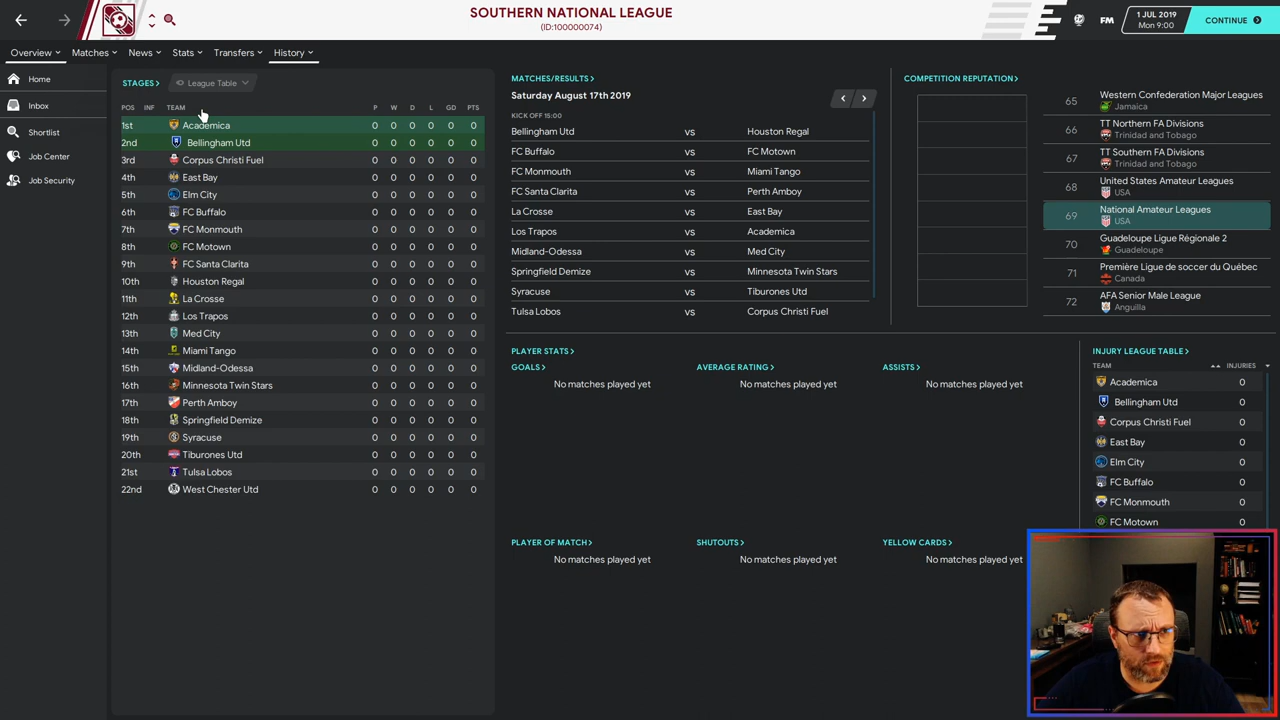 SOUTHERN NATIONAL LEAGUE
(ID:100000074)
FM
1 JUL 2019
Mon 9:00
CONTINUE
Overview
Matches
News
Stats
Transfers
History
Home
Inbox
Shortlist
Job Center
Job Security
STAGES
League Table
POS INF TEAM P W D L GD PTS
1st Academica 0 0 0 0 0 0
2nd Bellingham Utd 0 0 0 0 0 0
3rd Corpus Christi Fuel 0 0 0 0 0 0
4th East Bay 0 0 0 0 0 0
5th Elm City 0 0 0 0 0 0
6th FC Buffalo 0 0 0 0 0 0
7th FC Monmouth 0 0 0 0 0 0
8th FC Motown 0 0 0 0 0 0
9th FC Santa Clarita 0 0 0 0 0 0
10th Houston Regal 0 0 0 0 0 0
11th La Crosse 0 0 0 0 0 0
12th Los Trapos 0 0 0 0 0 0
13th Med City 0 0 0 0 0 0
14th Miami Tango 0 0 0 0 0 0
15th Midland-Odessa 0 0 0 0 0 0
16th Minnesota Twin Stars 0 0 0 0 0 0
17th Perth Amboy 0 0 0 0 0 0
18th Springfield Demize 0 0 0 0 0 0
19th Syracuse 0 0 0 0 0 0
20th Tiburones Utd 0 0 0 0 0 0
21st Tulsa Lobos 0 0 0 0 0 0
22nd West Chester Utd 0 0 0 0 0 0
MATCHES/RESULTS
Saturday August 17th 2019
KICK OFF 15:00
Bellingham Utd vs Houston Regal
FC Buffalo vs FC Motown
FC Monmouth vs Miami Tango
FC Santa Clarita vs Perth Amboy
La Crosse vs East Bay
Los Trapos vs Academica
Midland-Odessa vs Med City
Springfield Demize vs Minnesota Twin Stars
Syracuse vs Tiburones Utd
Tulsa Lobos vs Corpus Christi Fuel
COMPETITION REPUTATION
65 Western Confederation Major Leagues
Jamaica
66 TT Northern FA Divisions
Trinidad and Tobago
67 TT Southern FA Divisions
Trinidad and Tobago
68 United States Amateur Leagues
USA
69 National Amateur Leagues
USA
70 Guadeloupe Ligue Régionale 2
Guadeloupe
71 Première Ligue de soccer du Québec
Canada
72 AFA Senior Male League
Anguilla
PLAYER STATS
GOALS
No matches played yet
AVERAGE RATING
No matches played yet
ASSISTS
No matches played yet
PLAYER OF MATCH
No matches played yet
SHUTOUTS
No matches played yet
YELLOW CARDS
No matches played yet
INJURY LEAGUE TABLE
TEAM INJURIES
Academica 0
Bellingham Utd 0
Corpus Christi Fuel 0
East Bay 0
Elm City 0
FC Buffalo 0
FC Monmouth 0
FC Motown 0